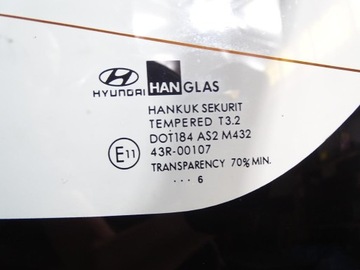 HYUNDAI HANGLAS
HANKUK SEKURIT
TEMPERED T3.2
DOT184 AS2 M432
E11 43R-00107
TRANSPARENCY 70% MIN.
··· 6